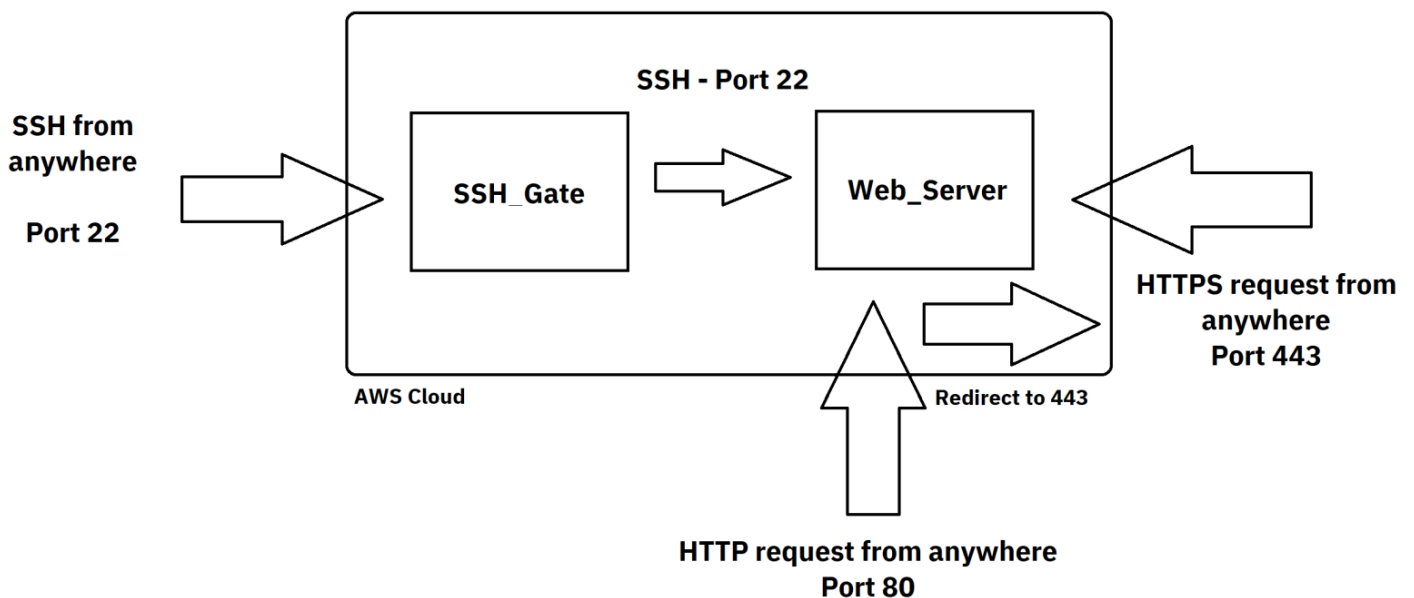 SSH - Port 22
SSH from
anywhere
Port 22
SSH_Gate
Web_Server
HTTPS request from
anywhere
Port 443
AWS Cloud
Redirect to 443
HTTP request from anywhere
Port 80